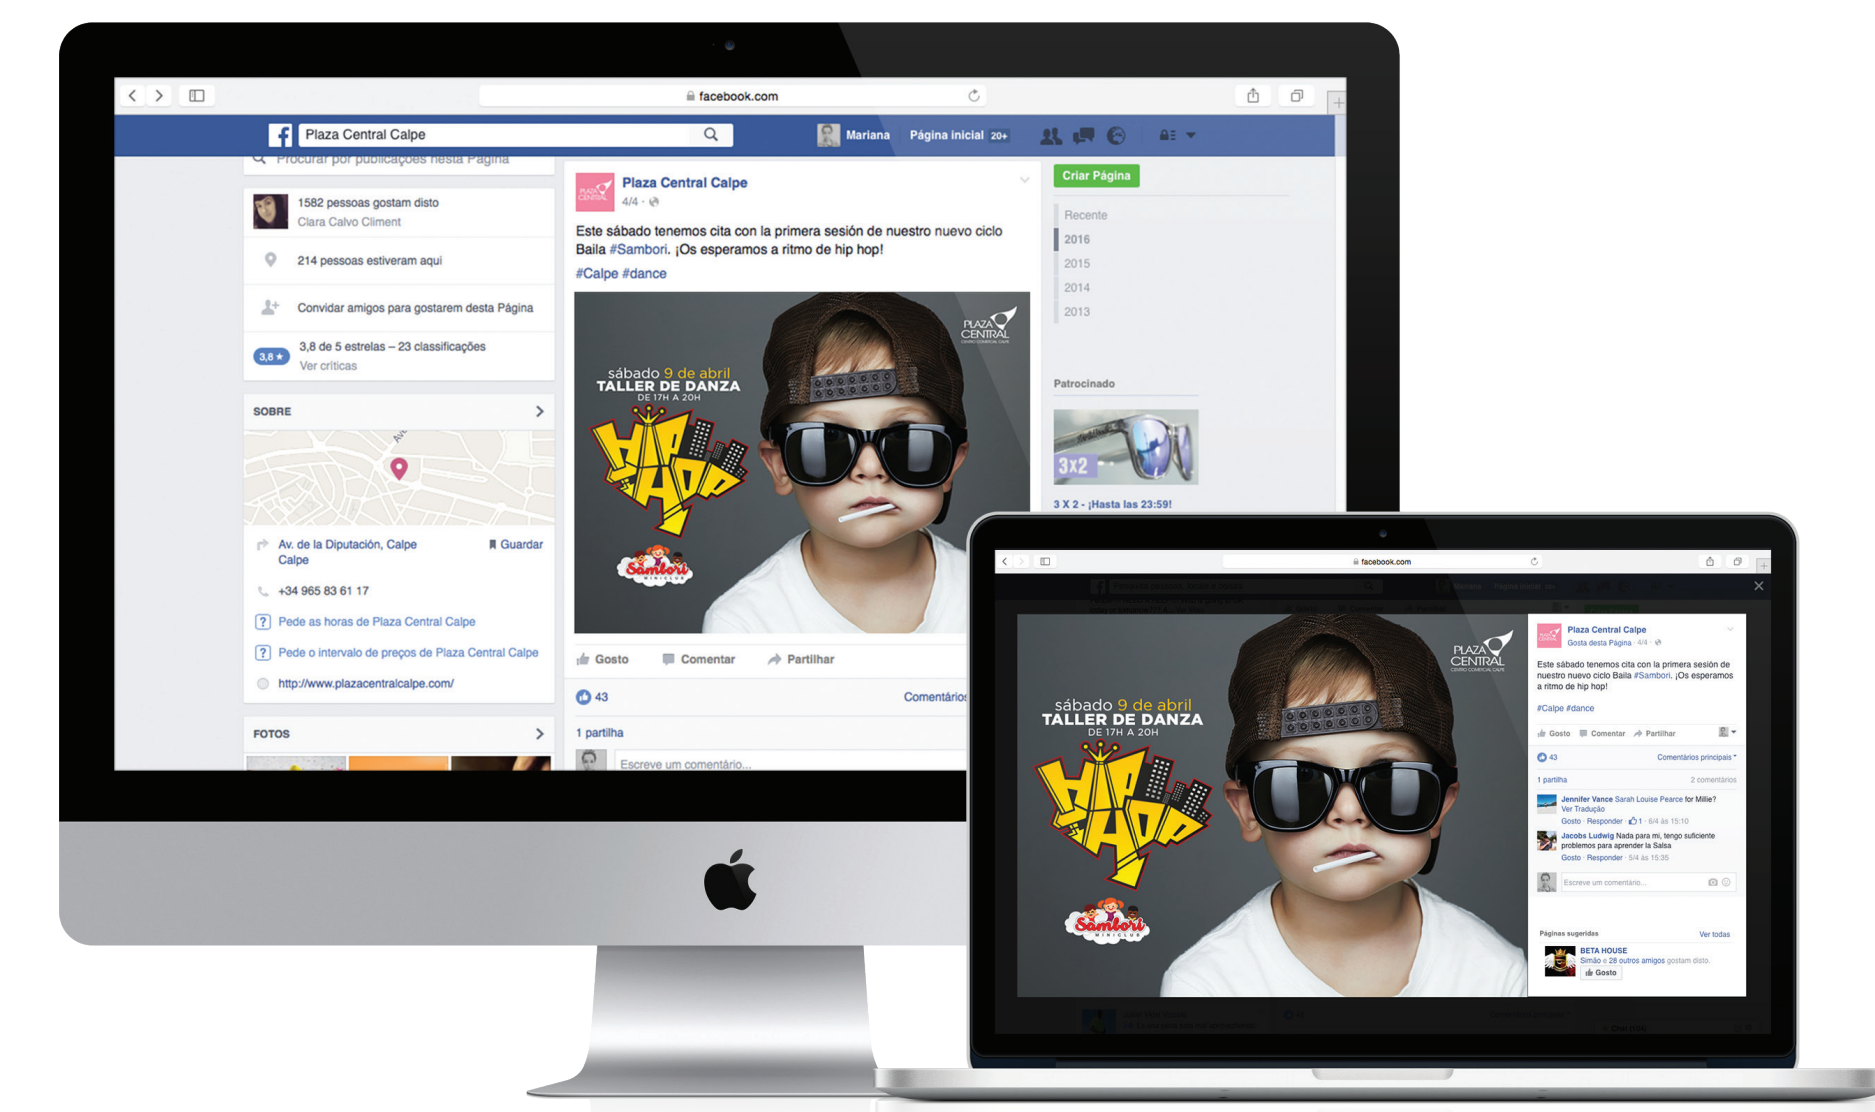 facebook.com
Plaza Central Calpe
Mariana
Página inicial 20+
Procurar por publicações nesta Página
1582 pessoas gostam disto
Clara Calvo Climent
214 pessoas estiveram aqui
Convidar amigos para gostarem desta Página
3,8 ★
3,8 de 5 estrelas – 23 classificações
Ver críticas
SOBRE
Av. de la Diputación, Calpe
Calpe
Guardar
+34 965 83 61 17
Pede as horas de Plaza Central Calpe
Pede o intervalo de preços de Plaza Central Calpe
http://www.plazacentralcalpe.com/
FOTOS
PLAZA
CENTRAL
Plaza Central Calpe
4/4
Este sábado tenemos cita con la primera sesión de nuestro nuevo ciclo
Baila #Sambori. ¡Os esperamos a ritmo de hip hop!
#Calpe #dance
PLAZA
CENTRAL
CENTRO COMERCIAL CALPE
sábado 9 de abril
TALLER DE DANZA
DE 17H A 20H
HIP
HOP
Sambori
MINICLUB
Gosto
Comentar
Partilhar
43
Comentários
1 partilha
Escreve um comentário...
Criar Página
Recente
2016
2015
2014
2013
Patrocinado
3x2
3 X 2 - ¡Hasta las 23:59!
facebook.com
PLAZA
CENTRAL
CENTRO COMERCIAL CALPE
sábado 9 de abril
TALLER DE DANZA
DE 17H A 20H
HIP
HOP
Sambori
MINICLUB
Plaza Central Calpe
Gosta desta Página · 4/4
Este sábado tenemos cita con la primera sesión de
nuestro nuevo ciclo Baila #Sambori. ¡Os esperamos
a ritmo de hip hop!
#Calpe #dance
Gosto
Comentar
Partilhar
43
Comentários principais
1 partilha
2 comentários
Jennifer Vance Sarah Louise Pearce for Millie?
Ver Tradução
Gosto · Responder · 1 · 6/4 às 15:10
Jacobs Ludwig Nada para mi, tengo suficiente
problemos para aprender la Salsa
Gosto · Responder · 5/4 às 15:35
Escreve um comentário...
Páginas sugeridas
Ver todas
BETA HOUSE
Simão e 28 outros amigos gostam disto.
Gosto